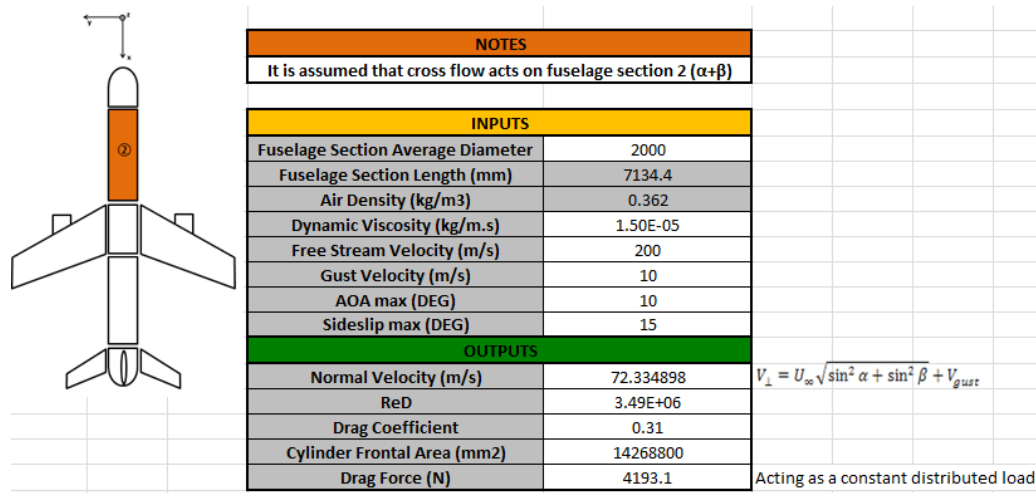 y
z
x
②
NOTES
It is assumed that cross flow acts on fuselage section 2 (α+β)
INPUTS
Fuselage Section Average Diameter 2000
Fuselage Section Length (mm) 7134.4
Air Density (kg/m3) 0.362
Dynamic Viscosity (kg/m.s) 1.50E-05
Free Stream Velocity (m/s) 200
Gust Velocity (m/s) 10
AOA max (DEG) 10
Sideslip max (DEG) 15
OUTPUTS
Normal Velocity (m/s) 72.334898 V⊥ = U∞√(sin² α + sin² β) + V_gust
ReD 3.49E+06
Drag Coefficient 0.31
Cylinder Frontal Area (mm2) 14268800
Drag Force (N) 4193.1 Acting as a constant distributed load